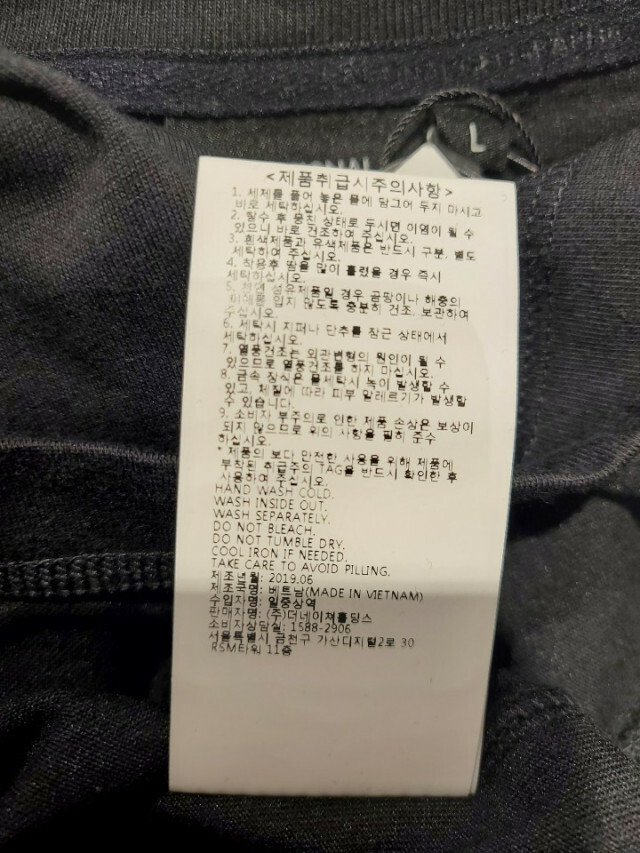 L
<제품취급시주의사항>
1. 세제를 풀어 놓은 물에 담그어 두지 마시고
바로 세탁하십시오.
2. 탈수 후 뭉친 상태로 두시면 이염이 될 수
있으니 바로 건조하여 주십시오.
3. 흰색제품과 유색제품은 반드시 구분, 별도
세탁하여 주십시오.
4. 착용후 땀을 많이 흘렸을 경우 즉시
세탁하십시오.
5. 천연 섬유제품일 경우 곰팡이나 해충의
피해를 입지 않도록 충분히 건조, 보관하여
주십시오.
6. 세탁시 지퍼나 단추를 잠근 상태에서
세탁하십시오.
7. 열풍건조는 외관변형의 원인이 될 수
있으므로 열풍건조를 하지 마십시오.
8. 금속 장식은 물세탁시 녹이 발생할 수
있고, 체질에 따라 피부 알레르기가 발생할
수 있습니다.
9. 소비자 부주의로 인한 제품 손상은 보상이
되지 않으므로 위의 사항을 필히 준수
하십시오.
* 제품의 보다 안전한 사용을 위해 제품에
부착된 취급주의 TAG을 반드시 확인한 후
사용하여 주십시오.
HAND WASH COLD.
WASH INSIDE OUT.
WASH SEPARATELY.
DO NOT BLEACH.
DO NOT TUMBLE DRY.
COOL IRON IF NEEDED.
TAKE CARE TO AVOID PILLING.
제조년월: 2019.06
제조국명: 베트남(MADE IN VIETNAM)
수입자명: 일중상역
판매자명: (주)더네이쳐홀딩스
소비자상담실: 1588-2906
서울특별시 금천구 가산디지털2로 30
RSM타워 11층